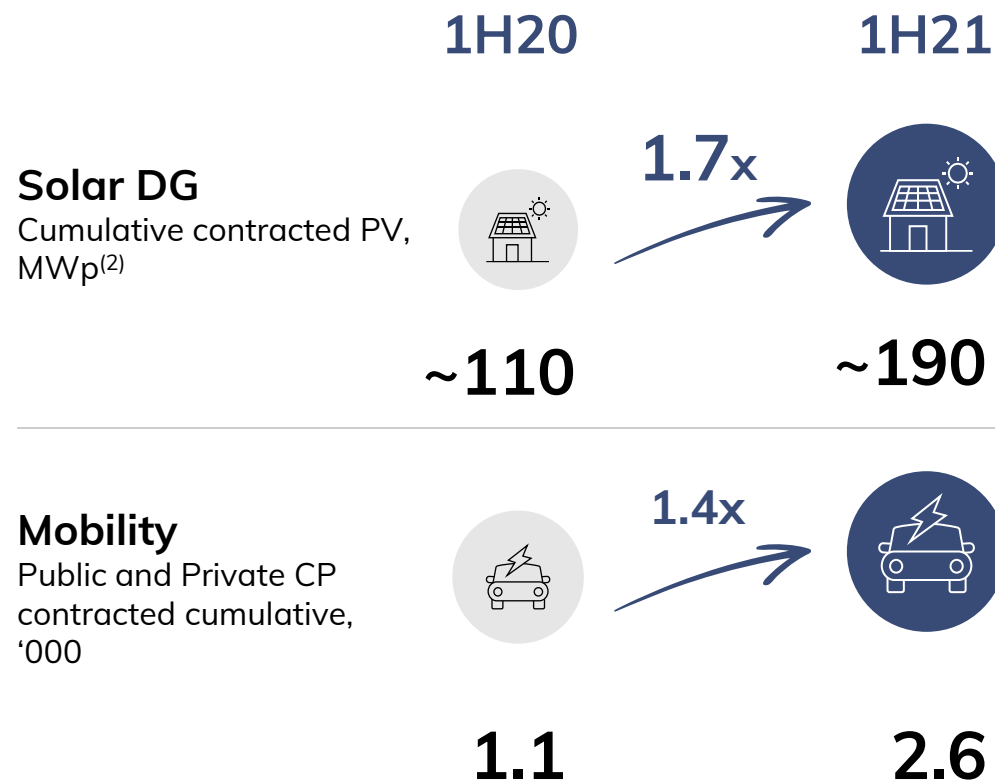 1H20 1H21
1.7x
Solar DG
Cumulative contracted PV,
MWp(2)
~110 ~190
1.4x
Mobility
Public and Private CP
contracted cumulative,
‘000
1.1 2.6